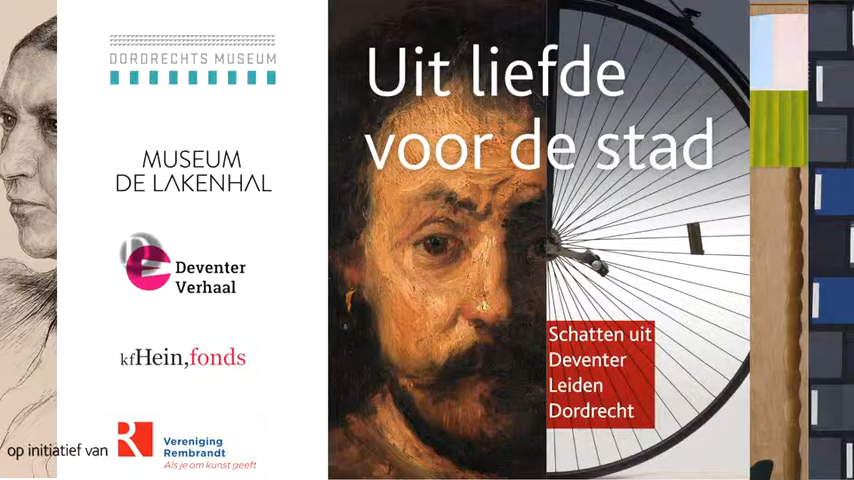 DORDRECHTS MUSEUM
MUSEUM
DE LAKENHAL
Deventer
Verhaal
kfHein,fonds
op initiatief van
Vereniging
Rembrandt
Als je om kunst geeft
Uit liefde
voor de stad
Schatten uit
Deventer
Leiden
Dordrecht